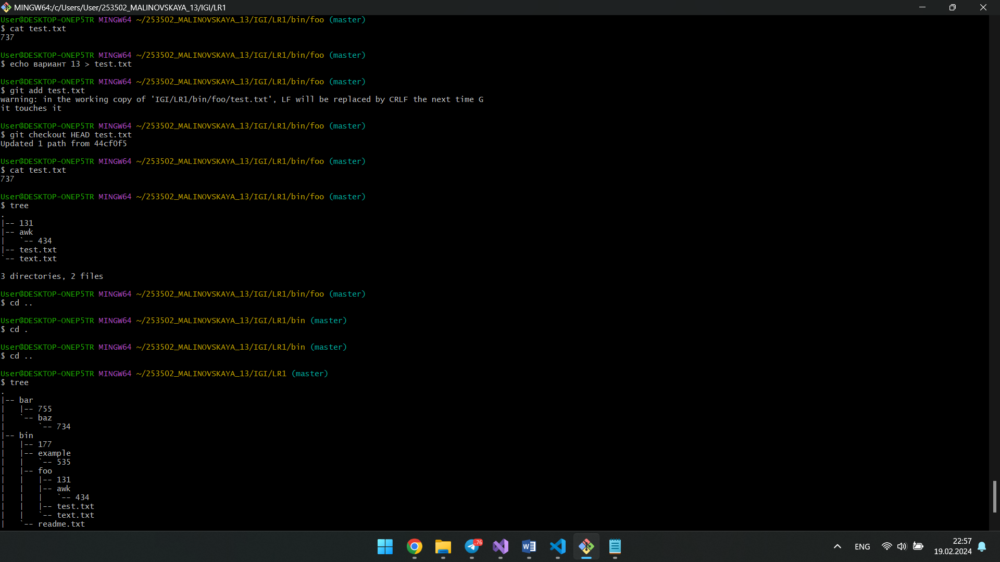 MINGW64:/c/Users/User/253502_MALINOVSKAYA_13/IGI/LR1
User@DESKTOP-ONEP5TR MINGW64 ~/253502_MALINOVSKAYA_13/IGI/LR1/bin/foo (master)
$ cat test.txt
737
User@DESKTOP-ONEP5TR MINGW64 ~/253502_MALINOVSKAYA_13/IGI/LR1/bin/foo (master)
$ echo вариант 13 > test.txt
User@DESKTOP-ONEP5TR MINGW64 ~/253502_MALINOVSKAYA_13/IGI/LR1/bin/foo (master)
$ git add test.txt
warning: in the working copy of 'IGI/LR1/bin/foo/test.txt', LF will be replaced by CRLF the next time G
it touches it
User@DESKTOP-ONEP5TR MINGW64 ~/253502_MALINOVSKAYA_13/IGI/LR1/bin/foo (master)
$ git checkout HEAD test.txt
Updated 1 path from 44cf0f5
User@DESKTOP-ONEP5TR MINGW64 ~/253502_MALINOVSKAYA_13/IGI/LR1/bin/foo (master)
$ cat test.txt
737
User@DESKTOP-ONEP5TR MINGW64 ~/253502_MALINOVSKAYA_13/IGI/LR1/bin/foo (master)
$ tree
.
|-- 131
|-- awk
|   `-- 434
|-- test.txt
`-- text.txt
3 directories, 2 files
User@DESKTOP-ONEP5TR MINGW64 ~/253502_MALINOVSKAYA_13/IGI/LR1/bin/foo (master)
$ cd ..
User@DESKTOP-ONEP5TR MINGW64 ~/253502_MALINOVSKAYA_13/IGI/LR1/bin (master)
$ cd .
User@DESKTOP-ONEP5TR MINGW64 ~/253502_MALINOVSKAYA_13/IGI/LR1/bin (master)
$ cd ..
User@DESKTOP-ONEP5TR MINGW64 ~/253502_MALINOVSKAYA_13/IGI/LR1 (master)
$ tree
.
|-- bar
|   |-- 755
|   `-- baz
|       `-- 734
|-- bin
|   |-- 177
|   |-- example
|   |   `-- 535
|   |-- foo
|   |   |-- 131
|   |   |-- awk
|   |   |   `-- 434
|   |   |-- test.txt
|   |   `-- text.txt
|   `-- readme.txt
..76
W
ENG
22:57
19.02.2024